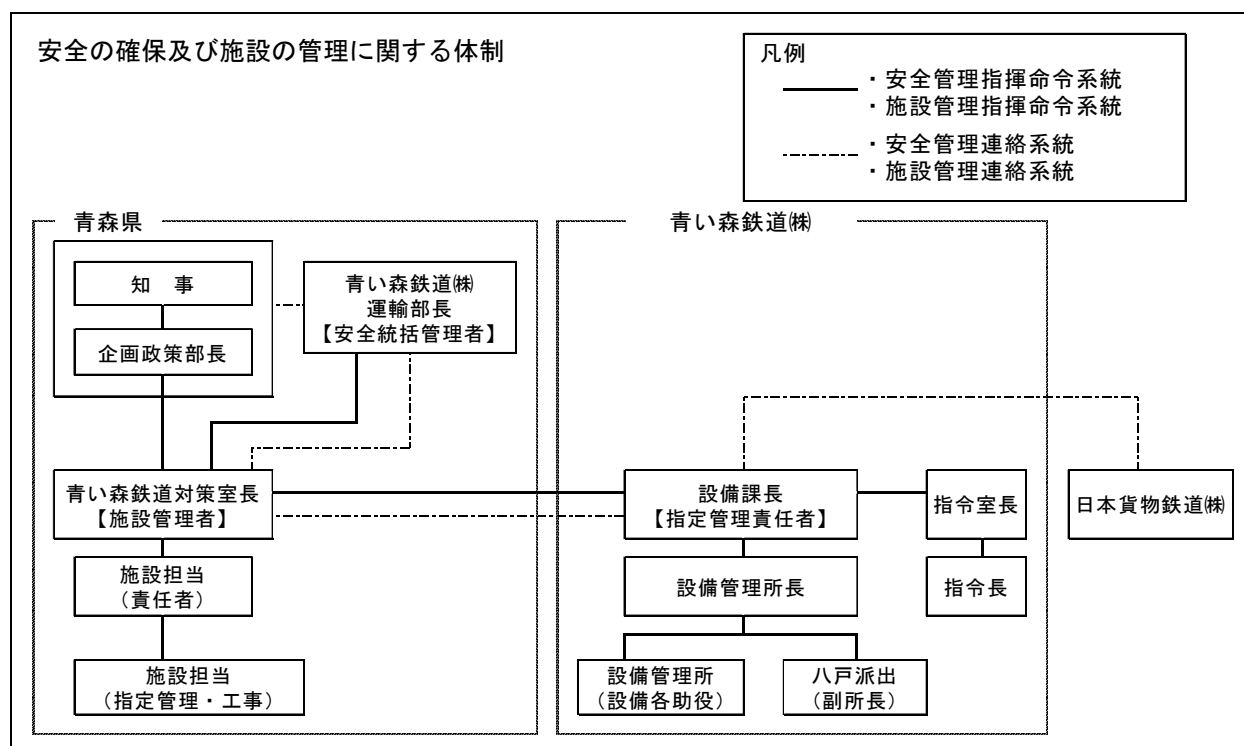 安全の確保及び施設の管理に関する体制
凡例
・安全管理指揮命令系統
・施設管理指揮命令系統
・安全管理連絡系統
・施設管理連絡系統
青森県
知 事
企画政策部長
青い森鉄道㈱
運輸部長
【安全統括管理者】
青い森鉄道対策室長
【施設管理者】
施設担当
(責任者)
施設担当
(指定管理・工事)
青い森鉄道㈱
設備課長
【指定管理責任者】
指令室長
設備管理所長
指令長
設備管理所
(設備各助役)
八戸派出
(副所長)
日本貨物鉄道㈱